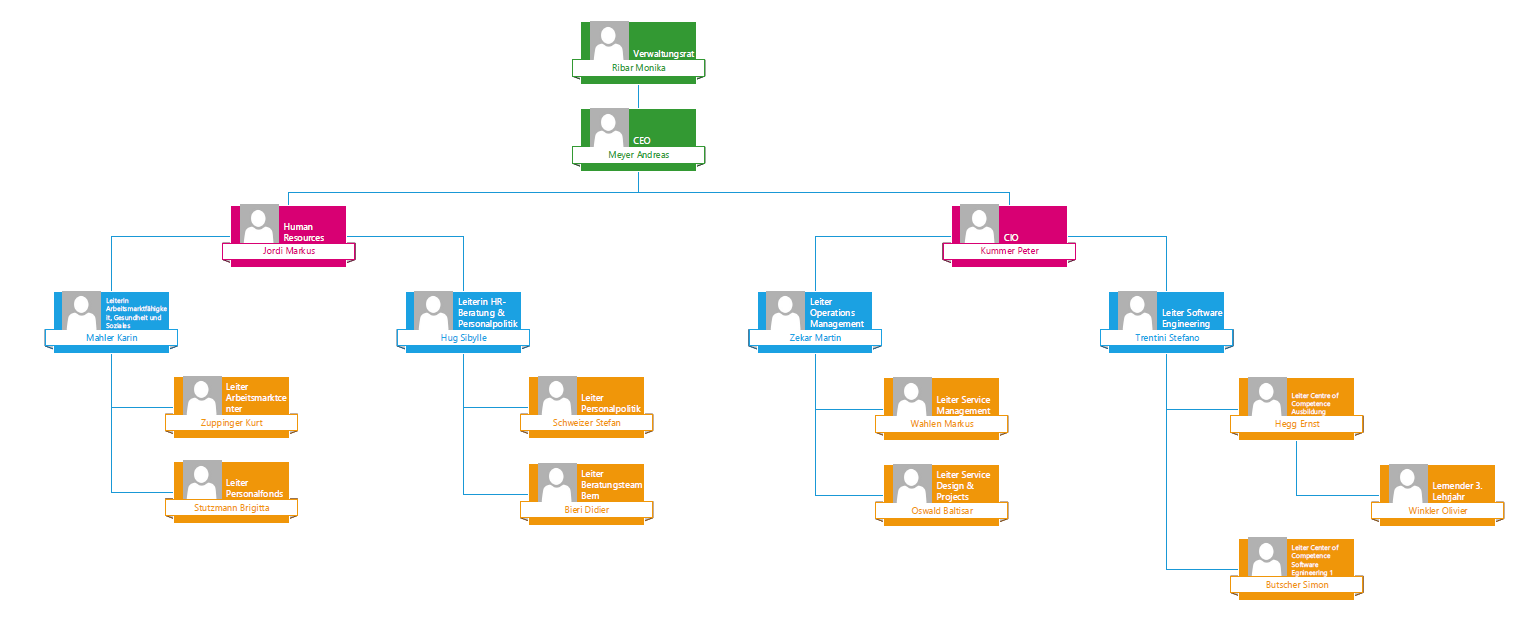 Verwaltungsrat
Ribar Monika
CEO
Meyer Andreas
Human
Resources
Jordi Markus
CIO
Kummer Peter
Leiterin
Arbeitsmarktfähigke
it, Gesundheit und
Soziales
Mahler Karin
Leiterin HR-
Beratung &
Personalpolitik
Hug Sibylle
Leiter
Operations
Management
Zekar Martin
Leiter Software
Engineering
Trentini Stefano
Leiter
Arbeitsmarktce
nter
Zuppinger Kurt
Leiter
Personalpolitik
Schweizer Stefan
Leiter Service
Management
Wahlen Markus
Leiter Centre of
Competence
Ausbildung
Hegg Ernst
Leiter
Personalfonds
Stutzmann Brigitta
Leiter
Beratungsteam
Bern
Bieri Didier
Leiter Service
Design &
Projects
Oswald Baltisar
Lernender 3.
Lehrjahr
Winkler Olivier
Leiter Center of
Competence
Software
Egnineering 1
Butscher Simon